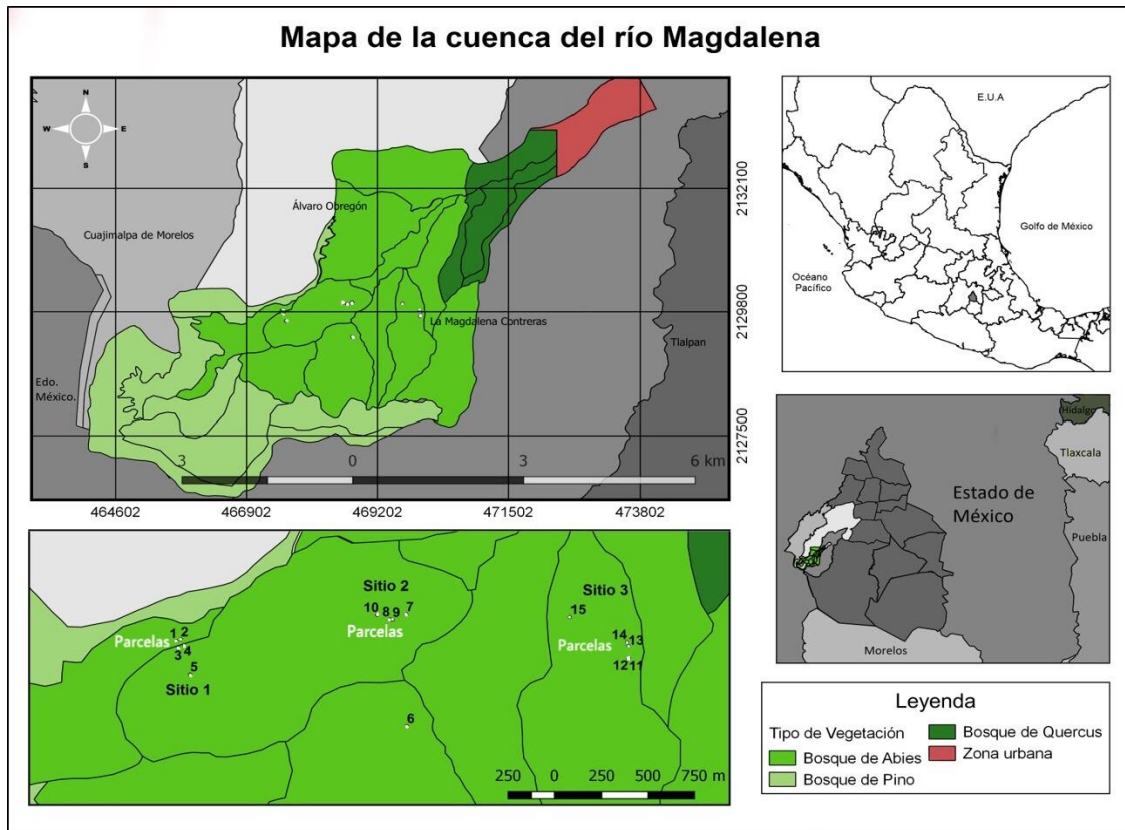 Mapa de la cuenca del río Magdalena
N
W
E
S
Álvaro Obregón
Cuajimalpa de Morelos
La Magdalena Contreras
Tlalpan
Edo.
México.
3 0 3 6 km
2132100
2129800
2127500
464602 466902 469202 471502 473802
E.U.A
Golfo de México
Océano
Pacífico
Hidalgo
Tlaxcala
Estado de
México
Puebla
Morelos
Sitio 2
10 8 9 7
Parcelas
Sitio 3
15
14 13
Parcelas
12 11
1 2
Parcelas
3 4
5
Sitio 1
6
250 0 250 500 750 m
Leyenda
Tipo de Vegetación
Bosque de Abies
Bosque de Pino
Bosque de Quercus
Zona urbana